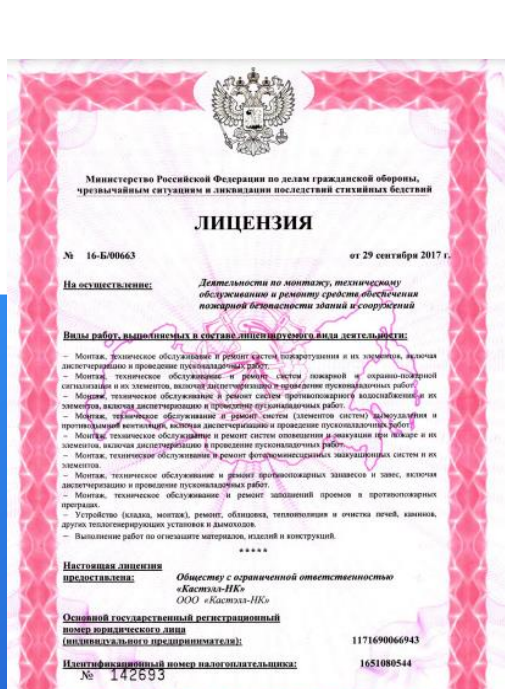 Министерство Российской Федерации по делам гражданской обороны,
чрезвычайным ситуациям и ликвидации последствий стихийных бедствий
ЛИЦЕНЗИЯ
№ 16-Б/00663 от 29 сентября 2017 г.
На осуществление: Деятельности по монтажу, техническому
обслуживанию и ремонту средств обеспечения
пожарной безопасности зданий и сооружений
Виды работ, выполняемых в составе лицензируемого вида деятельности:
– Монтаж, техническое обслуживание и ремонт систем пожаротушения и их элементов, включая
диспетчеризацию и проведение пусконаладочных работ.
– Монтаж, техническое обслуживание и ремонт систем пожарной и охранно-пожарной
сигнализации и их элементов, включая диспетчеризацию и проведение пусконаладочных работ.
– Монтаж, техническое обслуживание и ремонт систем противопожарного водоснабжения и их
элементов, включая диспетчеризацию и проведение пусконаладочных работ.
– Монтаж, техническое обслуживание и ремонт систем (элементов систем) дымоудаления и
противодымной вентиляции, включая диспетчеризацию и проведение пусконаладочных работ.
– Монтаж, техническое обслуживание и ремонт систем оповещения и эвакуации при пожаре и их
элементов, включая диспетчеризацию и проведение пусконаладочных работ.
– Монтаж, техническое обслуживание и ремонт фотолюминесцентных эвакуационных систем и их
элементов.
– Монтаж, техническое обслуживание и ремонт противопожарных занавесов и завес, включая
диспетчеризацию и проведение пусконаладочных работ.
– Монтаж, техническое обслуживание и ремонт заполнений проемов в противопожарных
преградах.
– Устройство (кладка, монтаж), ремонт, облицовка, теплоизоляция и очистка печей, каминов,
других теплогенерирующих установок и дымоходов.
– Выполнение работ по огнезащите материалов, изделий и конструкций.
*****
Настоящая лицензия
предоставлена: Обществу с ограниченной ответственностью
«Кастэлл-НК»
ООО «Кастэлл-НК»
Основной государственный регистрационный
номер юридического лица
(индивидуального предпринимателя): 1171690066943
Идентификационный номер налогоплательщика: 1651080544
№ 142693